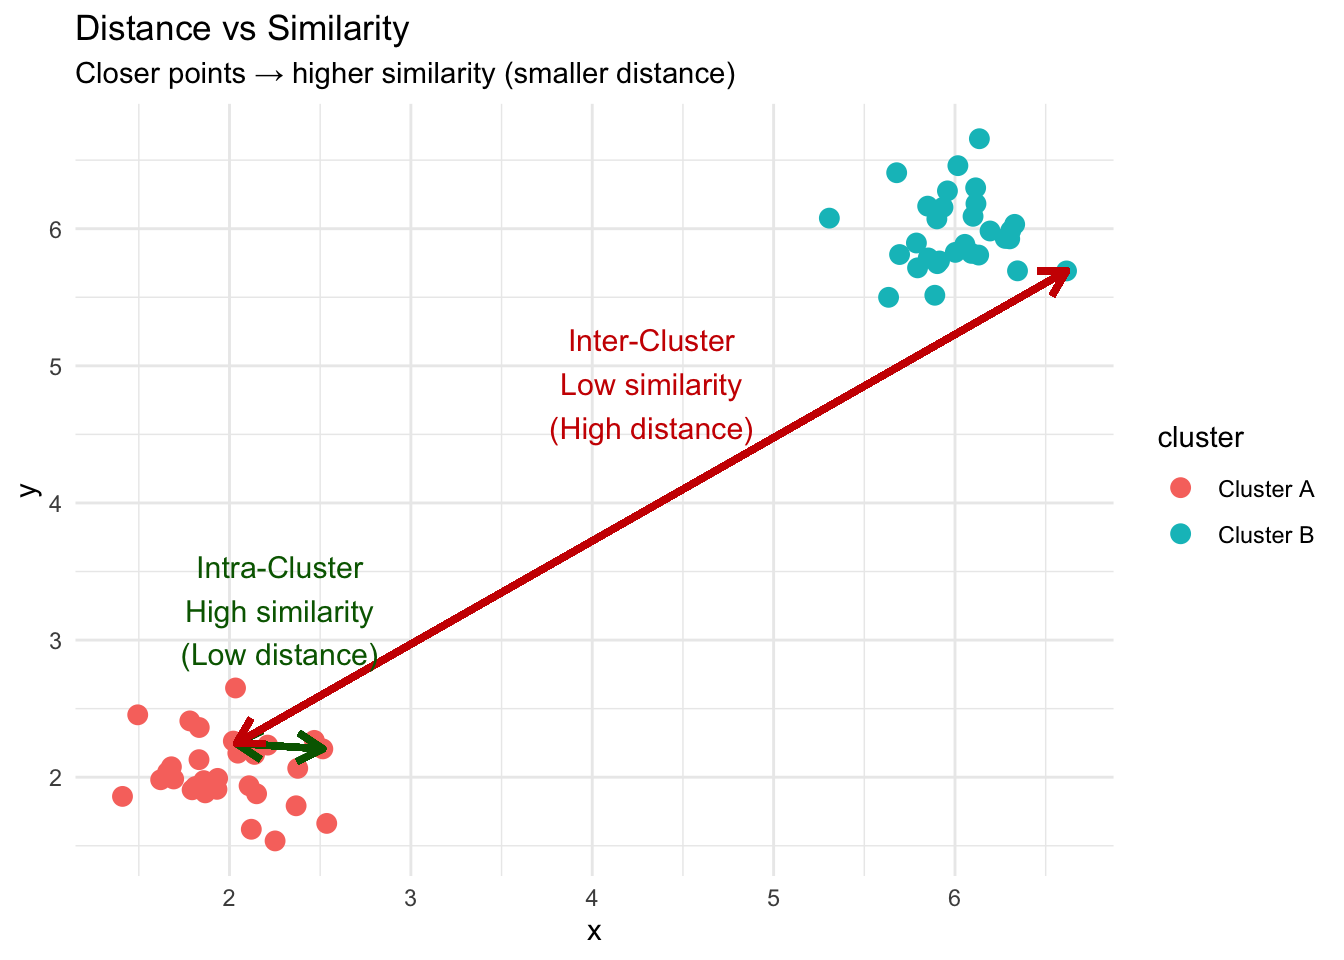 Distance vs Similarity
Closer points → higher similarity (smaller distance)
y
6
5
4
3
2
Inter-Cluster
Low similarity
(High distance)
Intra-Cluster
High similarity
(Low distance)
2
3
4
5
6
x
cluster
Cluster A
Cluster B